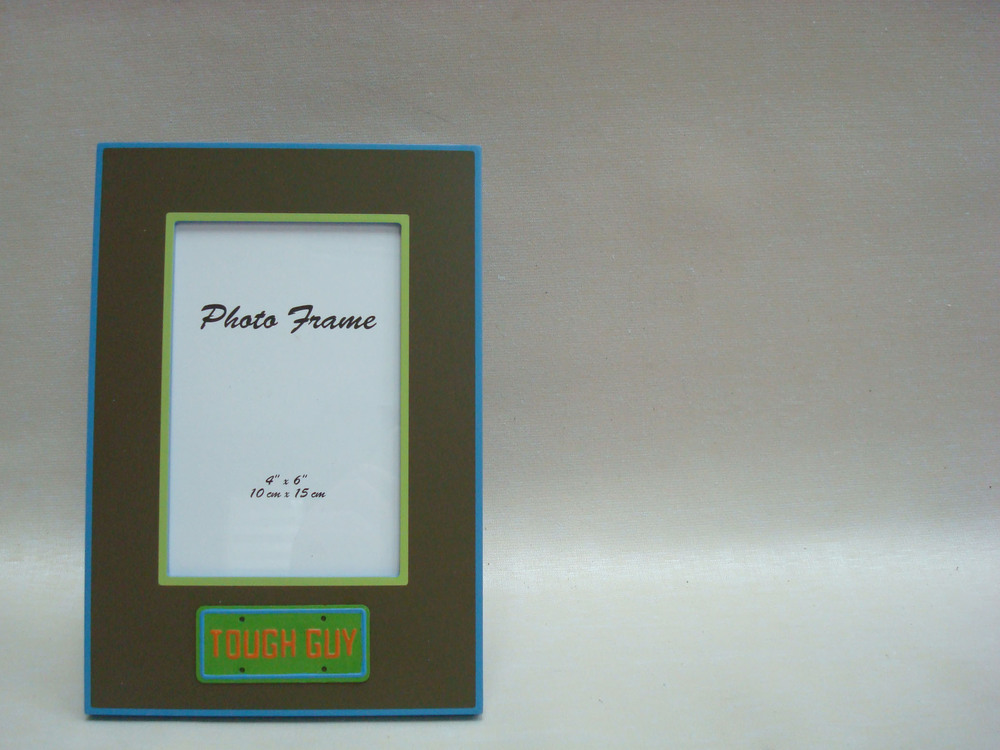 Photo Frame
4" x 6"
10 cm x 15 cm
TOUGH GUY